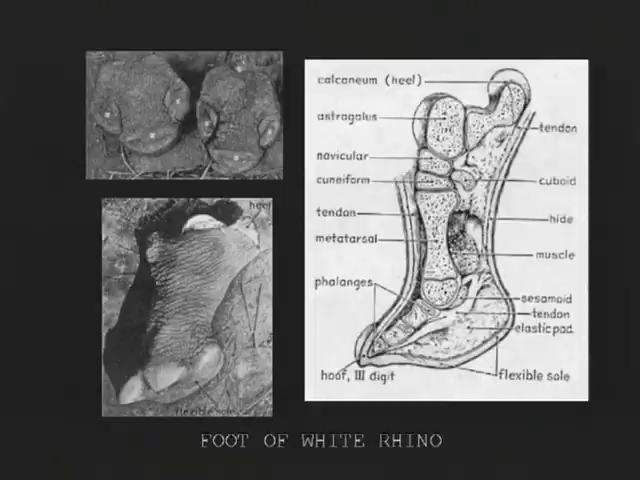 calcaneum (heel)
astragalus
tendon
navicular
cuneiform
cuboid
tendon
hide
metatarsal
muscle
phalanges
sesamoid
tendon
elastic pad
hoof, III digit
flexible sole
heel
flexible sole
FOOT OF WHITE RHINO